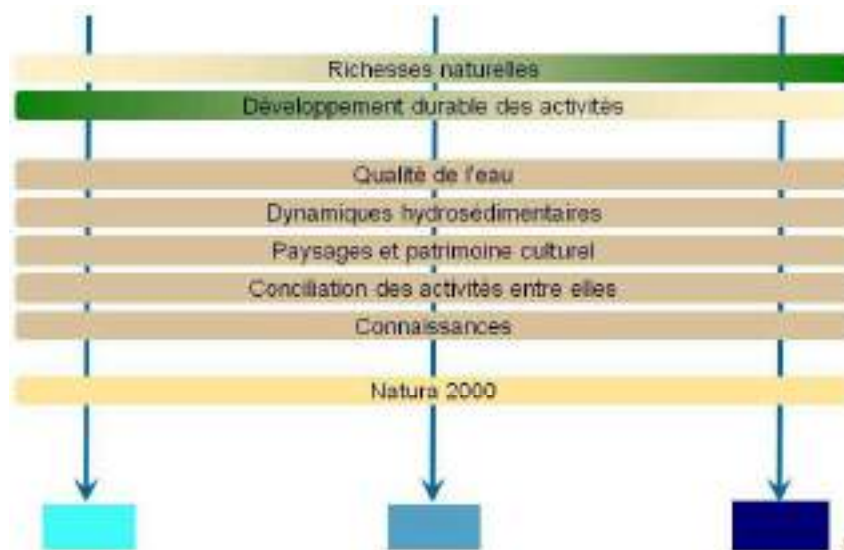 Richesses naturelles
Développement durable des activités
Qualité de l'eau
Dynamiques hydrosédimentaires
Paysages et patrimoine culturel
Conciliation des activités entre elles
Connaissances
Natura 2000